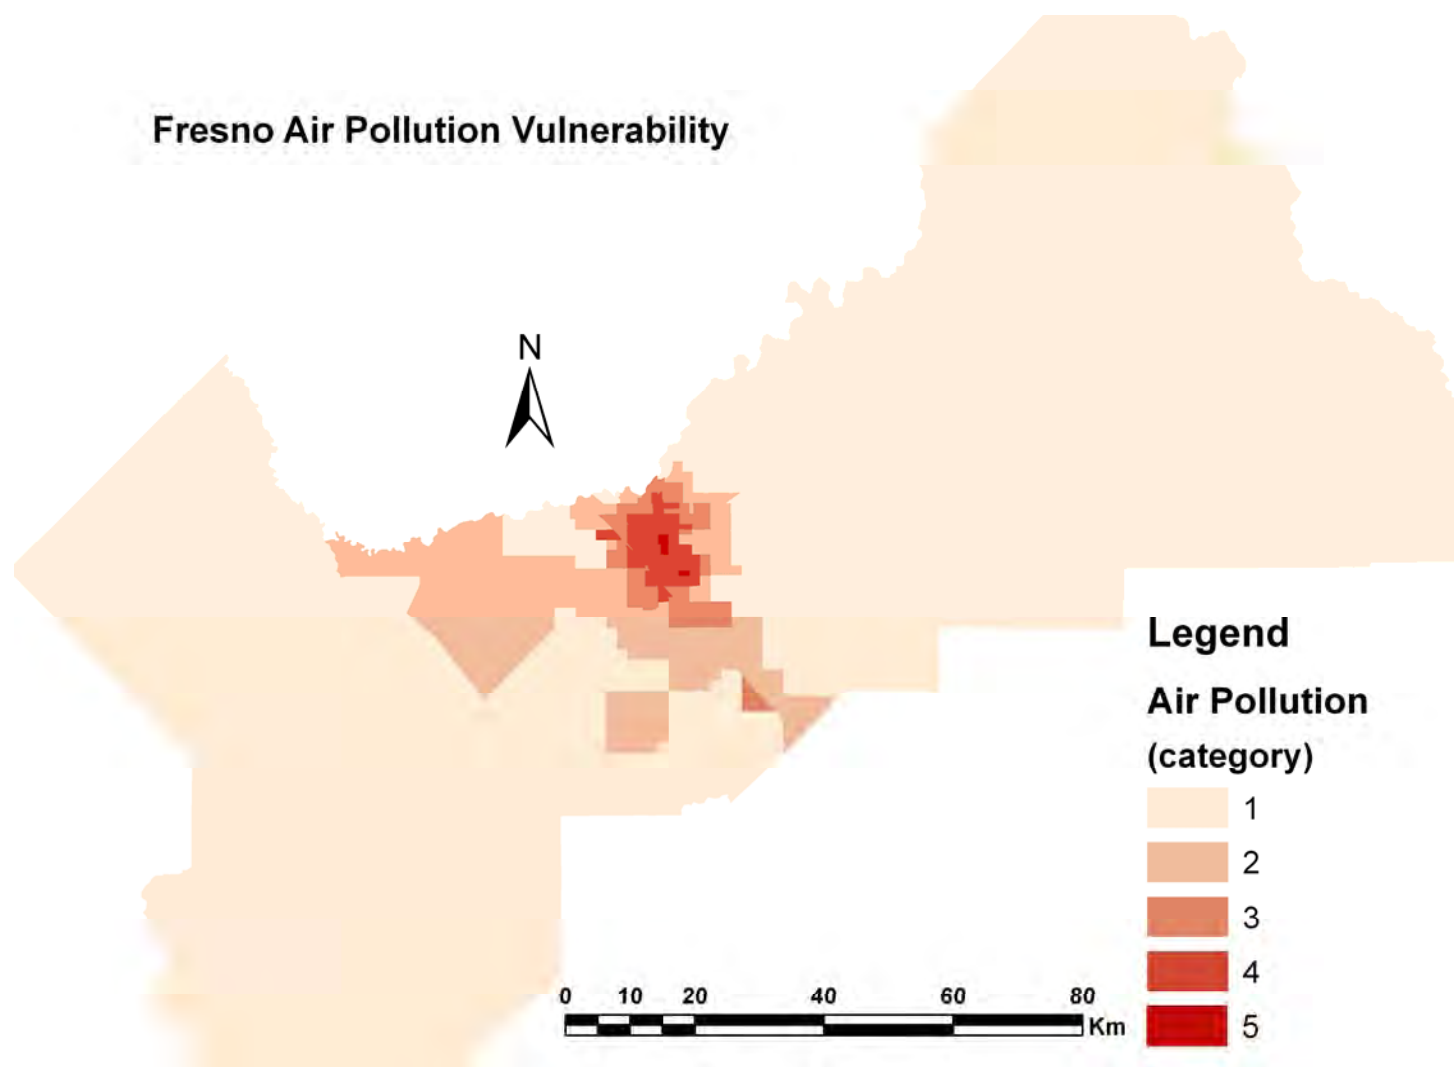 Fresno Air Pollution Vulnerability
N
Legend
Air Pollution
(category)
1
2
3
4
5
0 10 20 40 60 80
Km